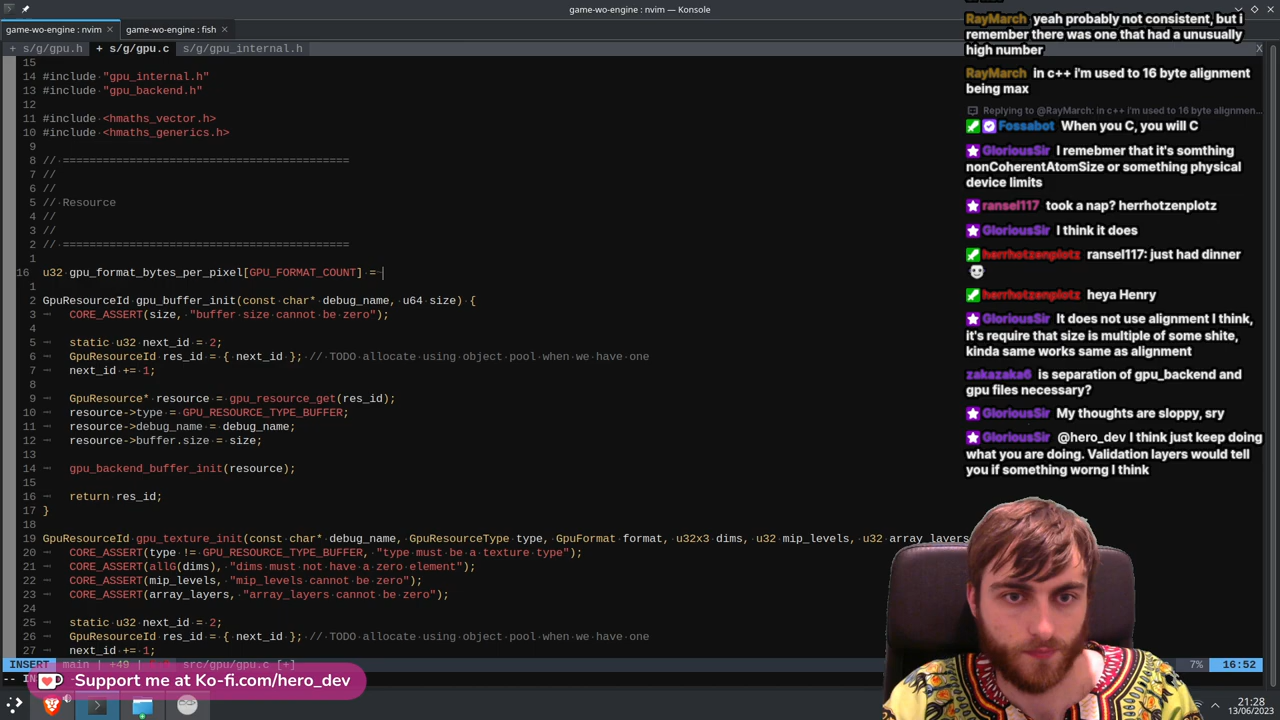 game-wo-engine : nvim — Konsole
game-wo-engine : nvim
game-wo-engine : fish
+ s/g/gpu.h
+ s/g/gpu.c
s/g/gpu_internal.h
X
15
14 #include "gpu_internal.h"
13 #include "gpu_backend.h"
12
11 #include <hmaths_vector.h>
10 #include <hmaths_generics.h>
9
8 // ===========================================
7 //
6 //
5 // Resource
4 //
3 //
2 // ===========================================
1
16 u32 gpu_format_bytes_per_pixel[GPU_FORMAT_COUNT] =
1
2 GpuResourceId gpu_buffer_init(const char* debug_name, u64 size) {
3 CORE_ASSERT(size, "buffer size cannot be zero");
4
5 static u32 next_id = 2;
6 GpuResourceId res_id = { next_id }; // TODO allocate using object pool when we have one
7 next_id += 1;
8
9 GpuResource* resource = gpu_resource_get(res_id);
10 resource->type = GPU_RESOURCE_TYPE_BUFFER;
11 resource->debug_name = debug_name;
12 resource->buffer.size = size;
13
14 gpu_backend_buffer_init(resource);
15
16 return res_id;
17 }
18
19 GpuResourceId gpu_texture_init(const char* debug_name, GpuResourceType type, GpuFormat format, u32x3 dims, u32 mip_levels, u32 array_layers
20 CORE_ASSERT(type != GPU_RESOURCE_TYPE_BUFFER, "type must be a texture type");
21 CORE_ASSERT(allG(dims), "dims must not have a zero element");
22 CORE_ASSERT(mip_levels, "mip_levels cannot be zero");
23 CORE_ASSERT(array_layers, "array_layers cannot be zero");
24
25 static u32 next_id = 2;
26 GpuResourceId res_id = { next_id }; // TODO allocate using object pool when we have one
27 next_id += 1;
INSERT main | +49 src/gpu/gpu.c [+]
7% 16:52
-- IN
Support me at Ko-fi.com/hero_dev
21:28
13/06/2023
RayMarch yeah probably not consistent, but i
remember there was one that had a unusually
high number
RayMarch in c++ i'm used to 16 byte alignment
being max
Replying to @RayMarch: in c++ i'm used to 16 byte alignmen...
Fossabot When you C, you will C
GloriousSir I remebmer that it's somthing
nonCoherentAtomSize or something physical
device limits
ransel117 took a nap? herrhotzenplotz
GloriousSir I think it does
herrhotzenplotz ransel117: just had dinner
herrhotzenplotz heya Henry
GloriousSir It does not use alignment I think,
it's require that size is multiple of some shite,
kinda same works same as alignment
zakazaka6 is separation of gpu_backend and
gpu files necessary?
GloriousSir My thoughts are sloppy, sry
GloriousSir @hero_dev I think just keep doing
what you are doing. Validation layers would tell
you if something worng I think